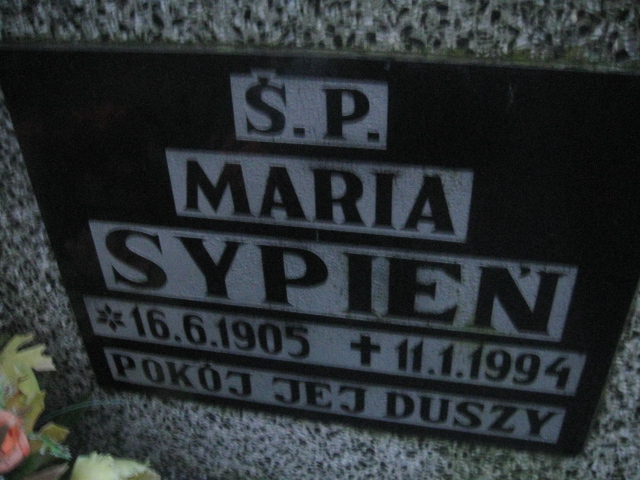 Ś.P.
MARIA
SYPIEŃ
* 16.6.1905 ✝ 11.1.1994
POKÓJ JEJ DUSZY